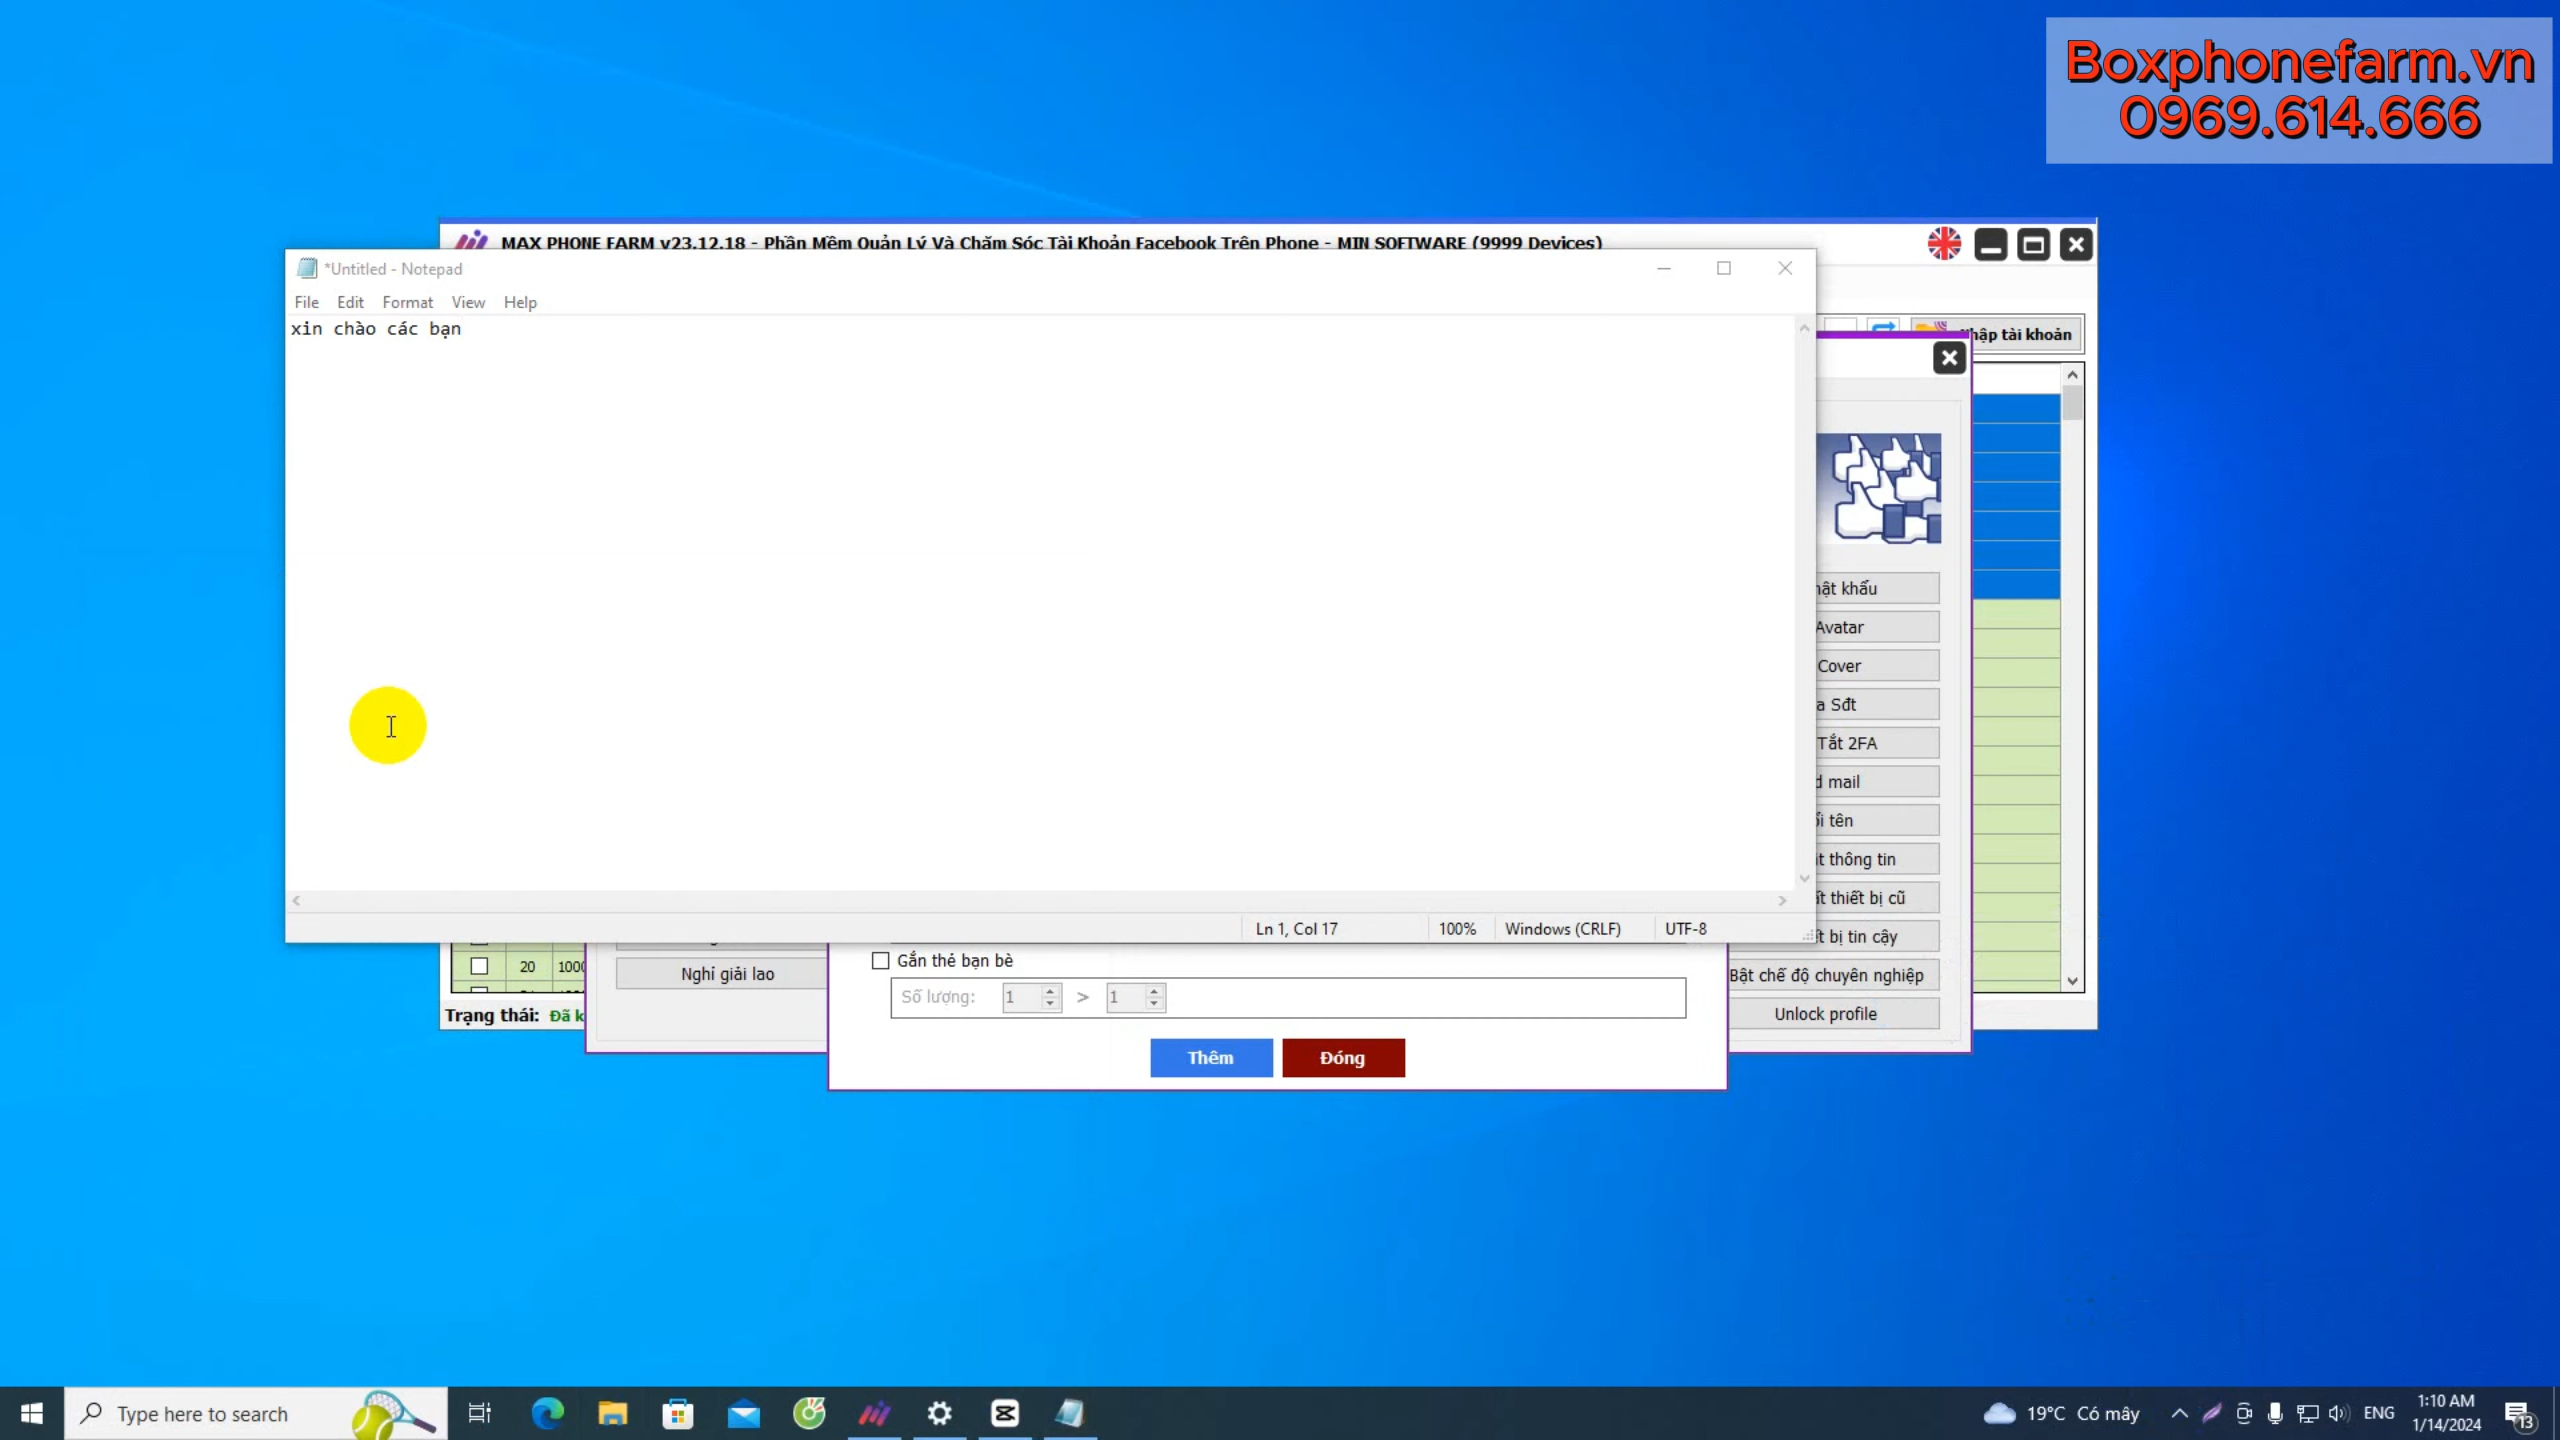 Boxphonefarm.vn
0969.614.666
MAX PHONE FARM v23.12.18 - Phần Mềm Quản Lý Và Chăm Sóc Tài Khoản Facebook Trên Phone - MIN SOFTWARE (9999 Devices)
*Untitled - Notepad
File Edit Format View Help
xin chào các bạn
tài khoản
khẩu
Avatar
Cover
Sđt
Tắt 2FA
mail
tên
thông tin
thiết bị cũ
bị tin cậy
Bật chế độ chuyên nghiệp
Unlock profile
Ln 1, Col 17
100%
Windows (CRLF)
UTF-8
20
Nghỉ giải lao
Gắn thẻ bạn bè
Số lượng: 1 > 1
Trạng thái: Đã
Thêm
Đóng
Type here to search
19°C Có mây
ENG
1:10 AM
1/14/2024
13